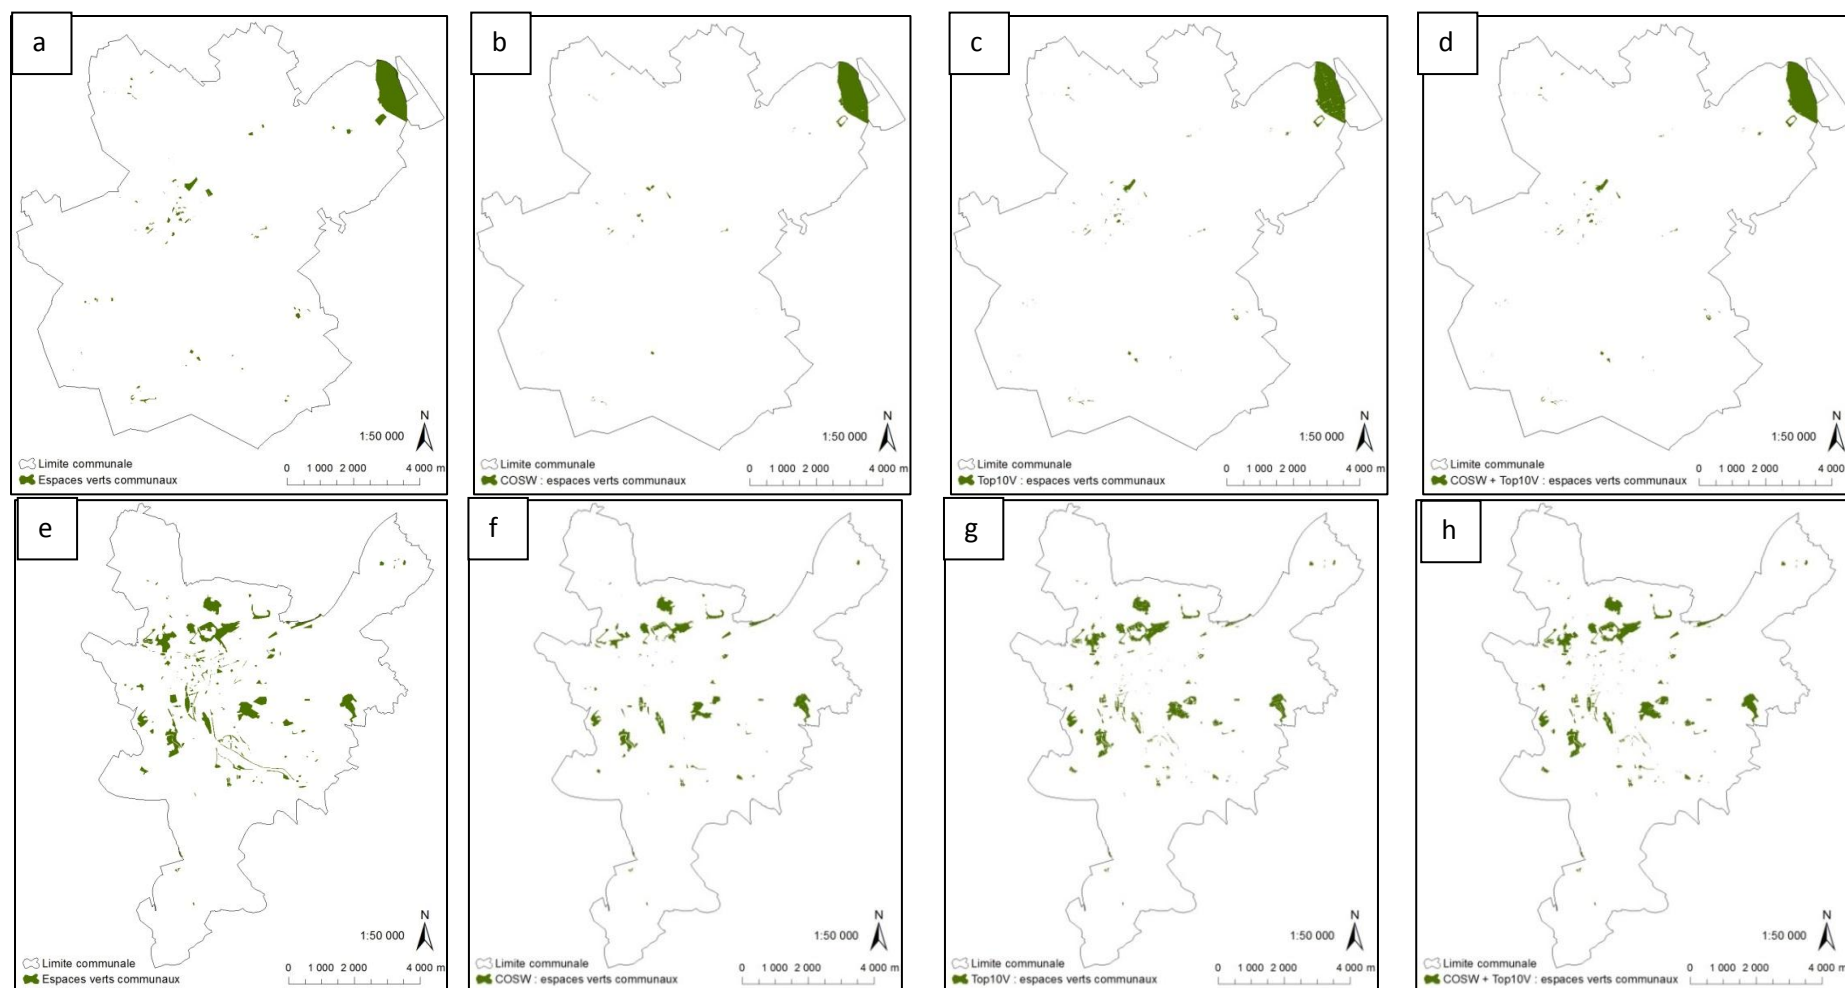 a
N
1:50 000
Limite communale
Espaces verts communaux
0 1 000 2 000 4 000 m
b
N
1:50 000
Limite communale
COSW : espaces verts communaux
0 1 000 2 000 4 000 m
c
N
1:50 000
Limite communale
Top10V : espaces verts communaux
0 1 000 2 000 4 000 m
d
N
1:50 000
Limite communale
COSW + Top10V : espaces verts communaux
0 1 000 2 000 4 000 m
e
N
1:50 000
Limite communale
Espaces verts communaux
0 1 000 2 000 4 000 m
f
N
1:50 000
Limite communale
COSW : espaces verts communaux
0 1 000 2 000 4 000 m
g
N
1:50 000
Limite communale
Top10V : espaces verts communaux
0 1 000 2 000 4 000 m
h
N
1:50 000
Limite communale
COSW + Top10V : espaces verts communaux
0 1 000 2 000 4 000 m